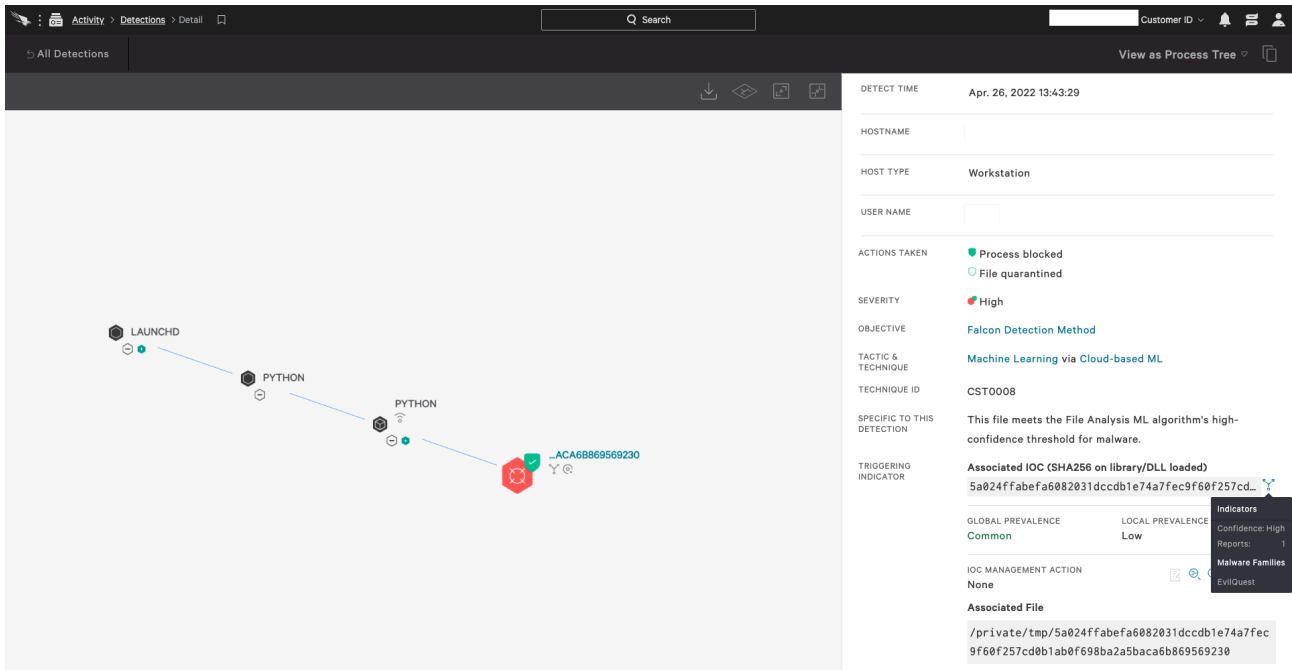 Activity > Detections > Detail
Search
Customer ID
All Detections
View as Process Tree
LAUNCHD
PYTHON
PYTHON
_ACA6B869569230
DETECT TIME Apr. 26, 2022 13:43:29
HOSTNAME
HOST TYPE Workstation
USER NAME
ACTIONS TAKEN Process blocked
File quarantined
SEVERITY High
OBJECTIVE Falcon Detection Method
TACTIC &
TECHNIQUE
Machine Learning via Cloud-based ML
TECHNIQUE ID CST0008
SPECIFIC TO THIS
DETECTION
This file meets the File Analysis ML algorithm's high-
confidence threshold for malware.
TRIGGERING
INDICATOR
Associated IOC (SHA256 on library/DLL loaded)
5a024ffabefa6082031dccdb1e74a7fec9f60f257cd…
Indicators
Confidence: High
Reports: 1
Malware Families
EvilQuest
GLOBAL PREVALENCE
Common
LOCAL PREVALENCE
Low
IOC MANAGEMENT ACTION
None
Associated File
/private/tmp/5a024ffabefa6082031dccdb1e74a7fec
9f60f257cd0b1ab0f698ba2a5baca6b869569230